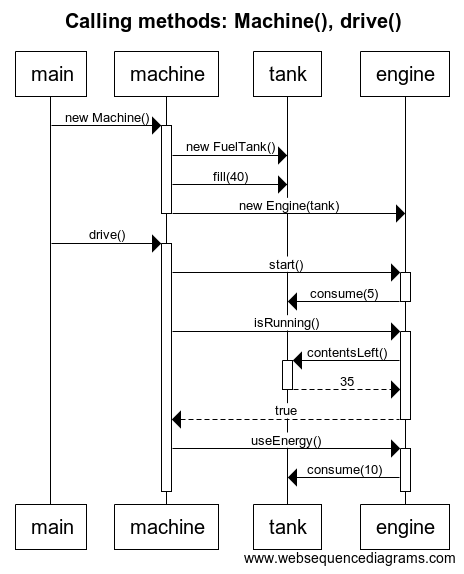 Calling methods: Machine(), drive()
main machine tank engine
new Machine()
new FuelTank()
fill(40)
new Engine(tank)
drive()
start()
consume(5)
isRunning()
contentsLeft()
35
true
useEnergy()
consume(10)
main machine tank engine
www.websequencediagrams.com